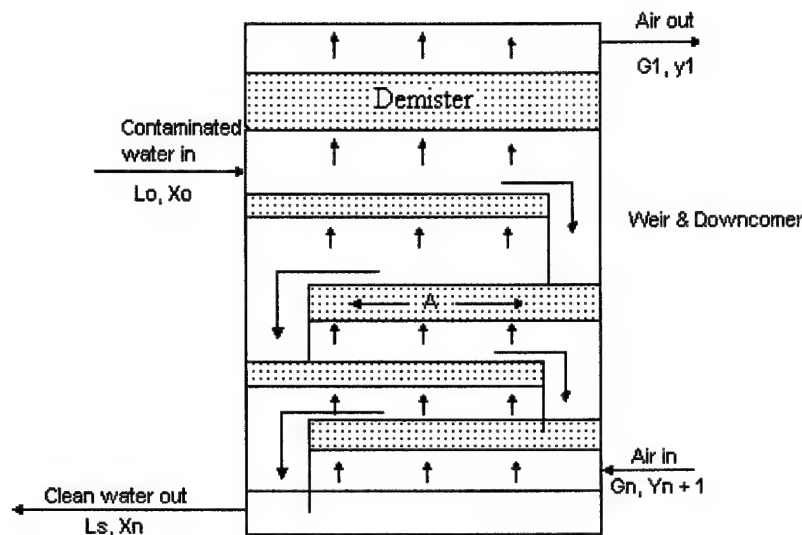 Air out
G1, y1
Demister
Contaminated
water in
Lo, Xo
Weir & Downcomer
A
Air in
Gn, Yn + 1
Clean water out
Ls, Xn